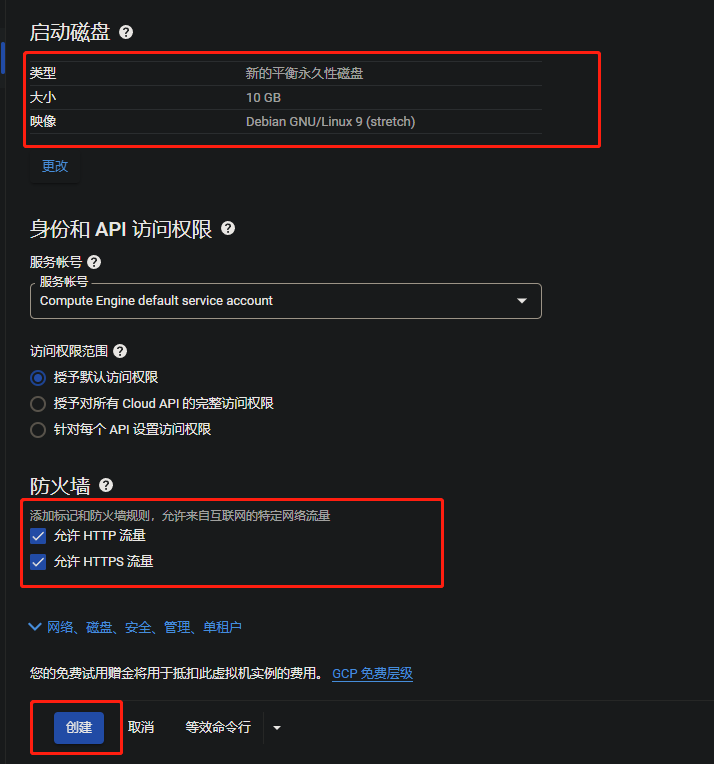 启动磁盘
类型 新的平衡永久性磁盘
大小 10 GB
映像 Debian GNU/Linux 9 (stretch)
更改
身份和 API 访问权限
服务帐号
服务帐号
Compute Engine default service account
访问权限范围
授予默认访问权限
授予对所有 Cloud API 的完整访问权限
针对每个 API 设置访问权限
防火墙
添加标记和防火墙规则，允许来自互联网的特定网络流量
允许 HTTP 流量
允许 HTTPS 流量
网络、磁盘、安全、管理、单租户
您的免费试用赠金将用于抵扣此虚拟机实例的费用。 GCP 免费层级
创建 取消 等效命令行